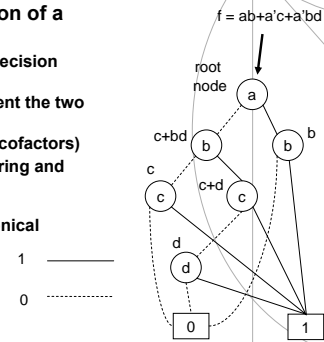 on of a
f = ab+a'c+a'bd
ecision
root
node
a
ent the two
c+bd
b
b
b
cofactors)
ring and
c
c+d
c
c
nical
d
1
d
0
0
1